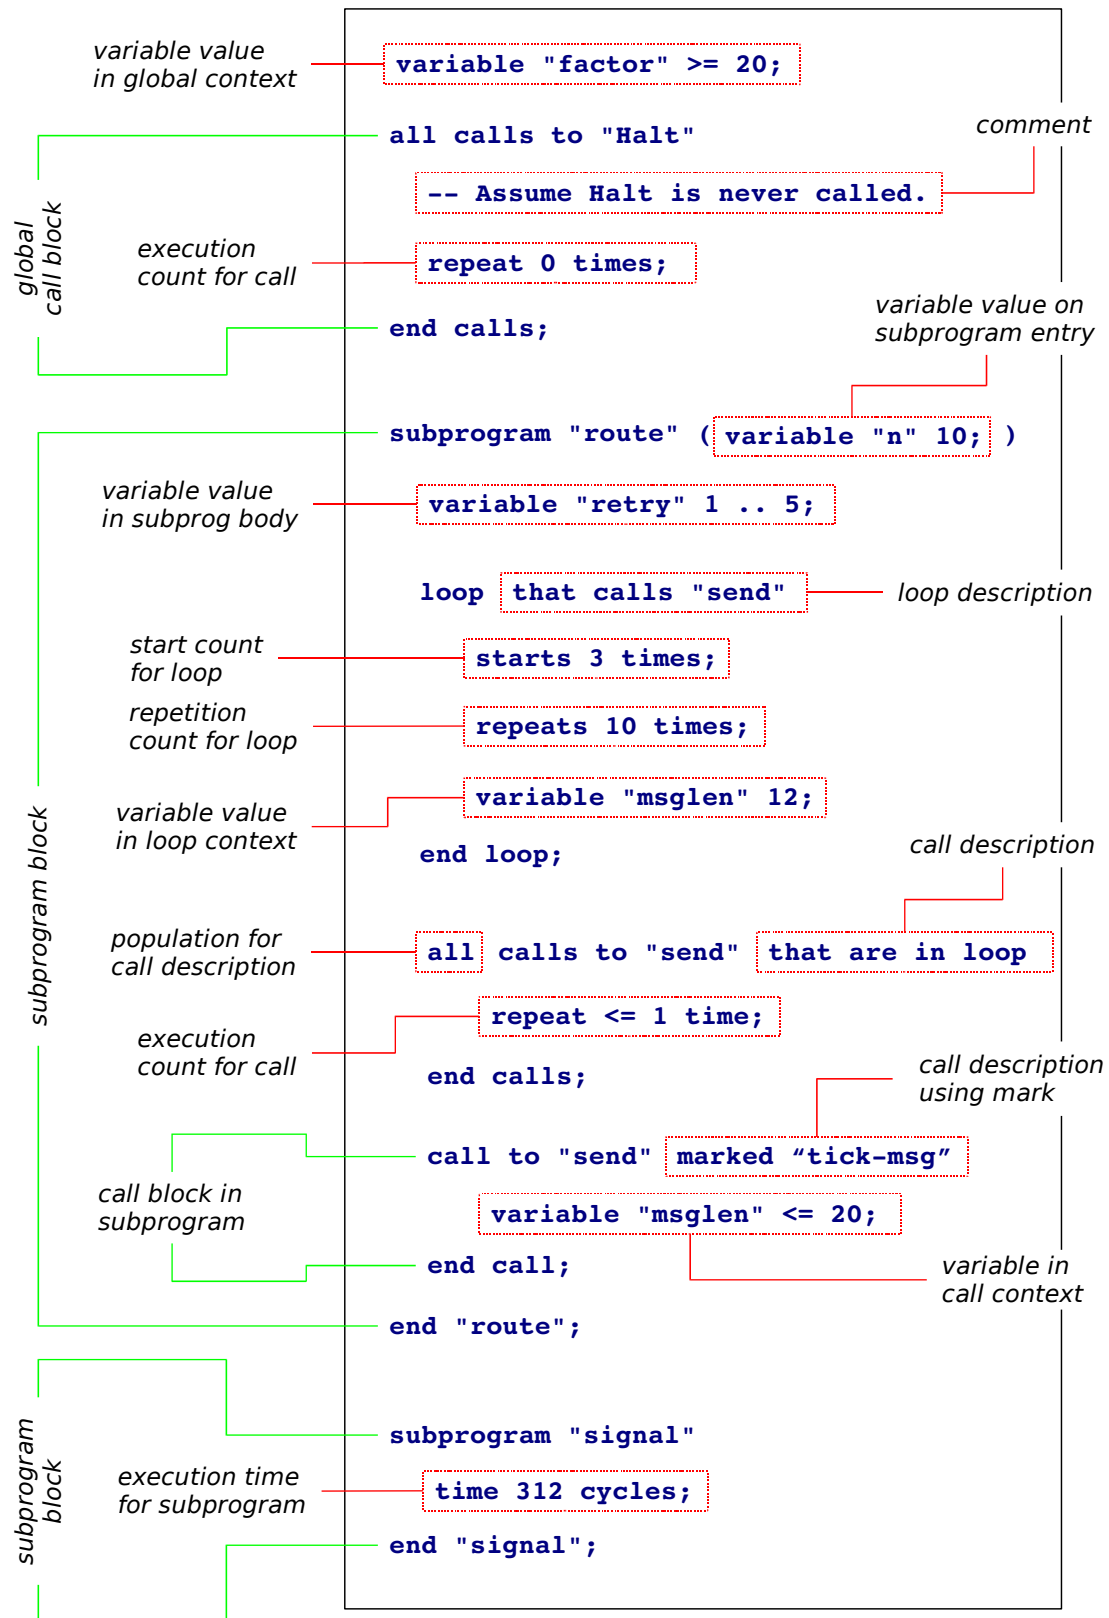 variable value
in global context
variable "factor" >= 20;
all calls to "Halt"
comment
-- Assume Halt is never called.
global
call block
execution
count for call
repeat 0 times;
variable value on
subprogram entry
end calls;
subprogram "route" ( variable "n" 10; )
variable value
in subprog body
variable "retry" 1 .. 5;
loop that calls "send"
loop description
start count
for loop
starts 3 times;
repetition
count for loop
repeats 10 times;
variable value
in loop context
variable "msglen" 12;
end loop;
call description
subprogram block
population for
call description
all calls to "send" that are in loop
execution
count for call
repeat <= 1 time;
end calls;
call description
using mark
call to "send" marked “tick-msg”
call block in
subprogram
variable "msglen" <= 20;
end call;
variable in
call context
end "route";
subprogram
block
subprogram "signal"
execution time
for subprogram
time 312 cycles;
end "signal";